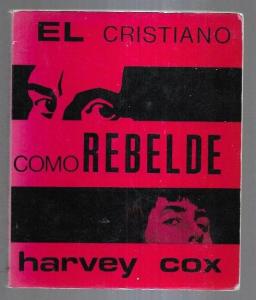 EL CRISTIANO
COMO REBELDE
harvey cox